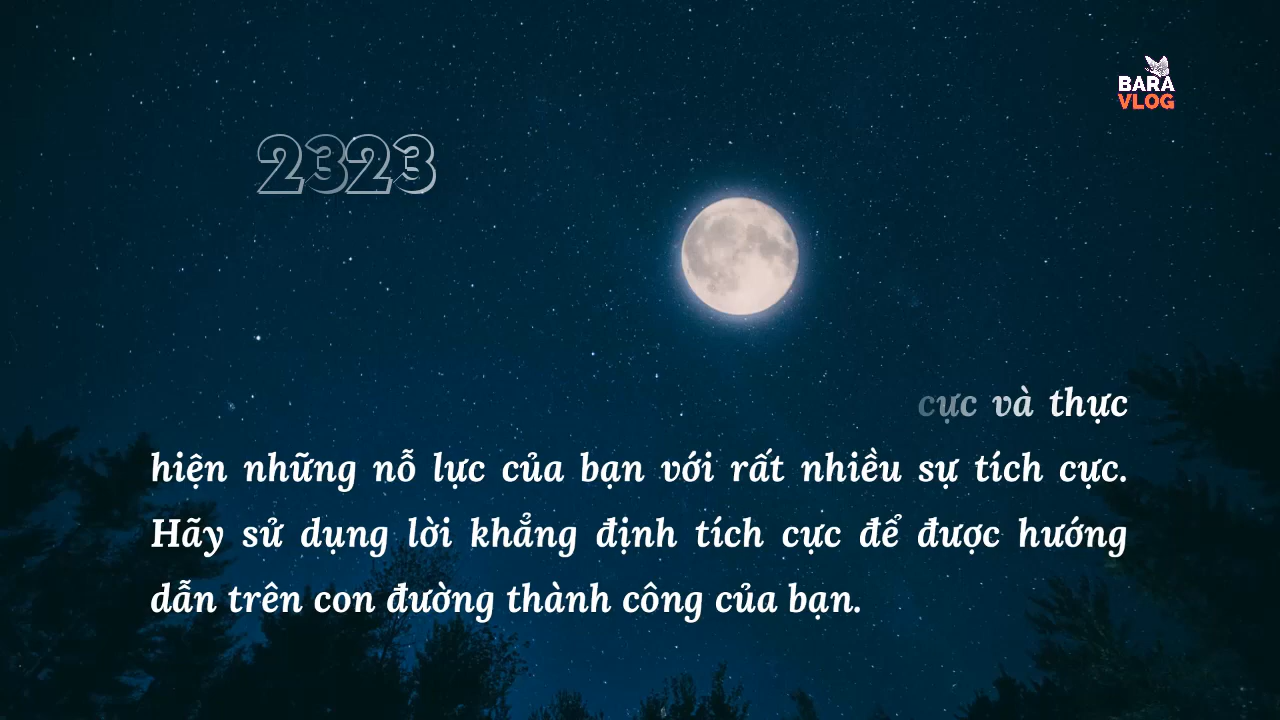 BARA
VLOG
2323
cực và thực
hiện những nỗ lực của bạn với rất nhiều sự tích cực.
Hãy sử dụng lời khẳng định tích cực để được hướng
dẫn trên con đường thành công của bạn.